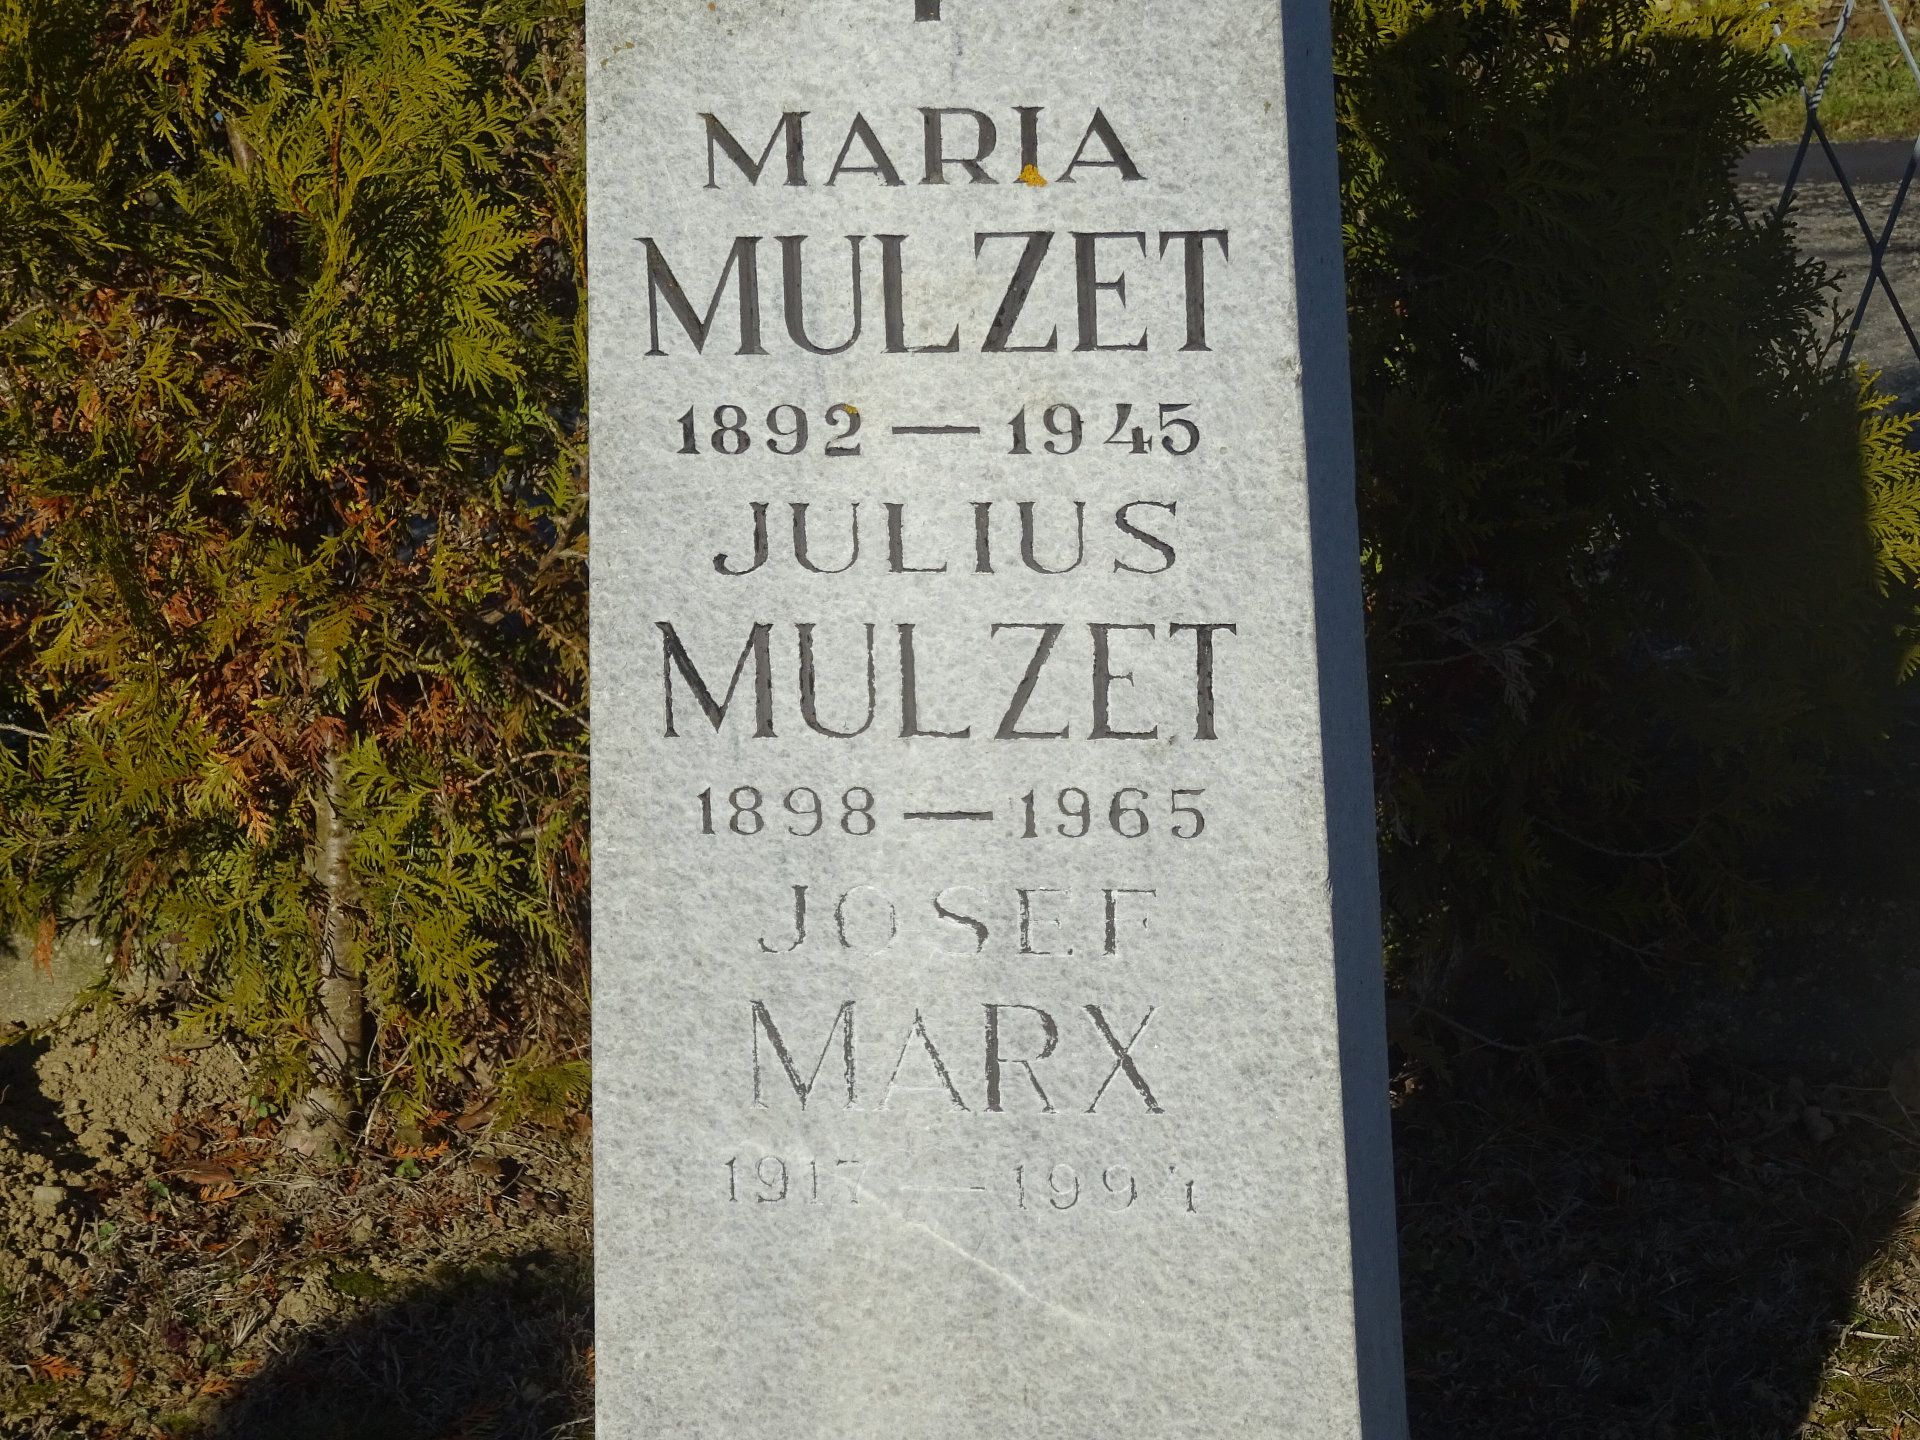 MARIA
MULZET
1892 — 1945
JULIUS
MULZET
1898 — 1965
JOSEF
MARX
1917 — 1994